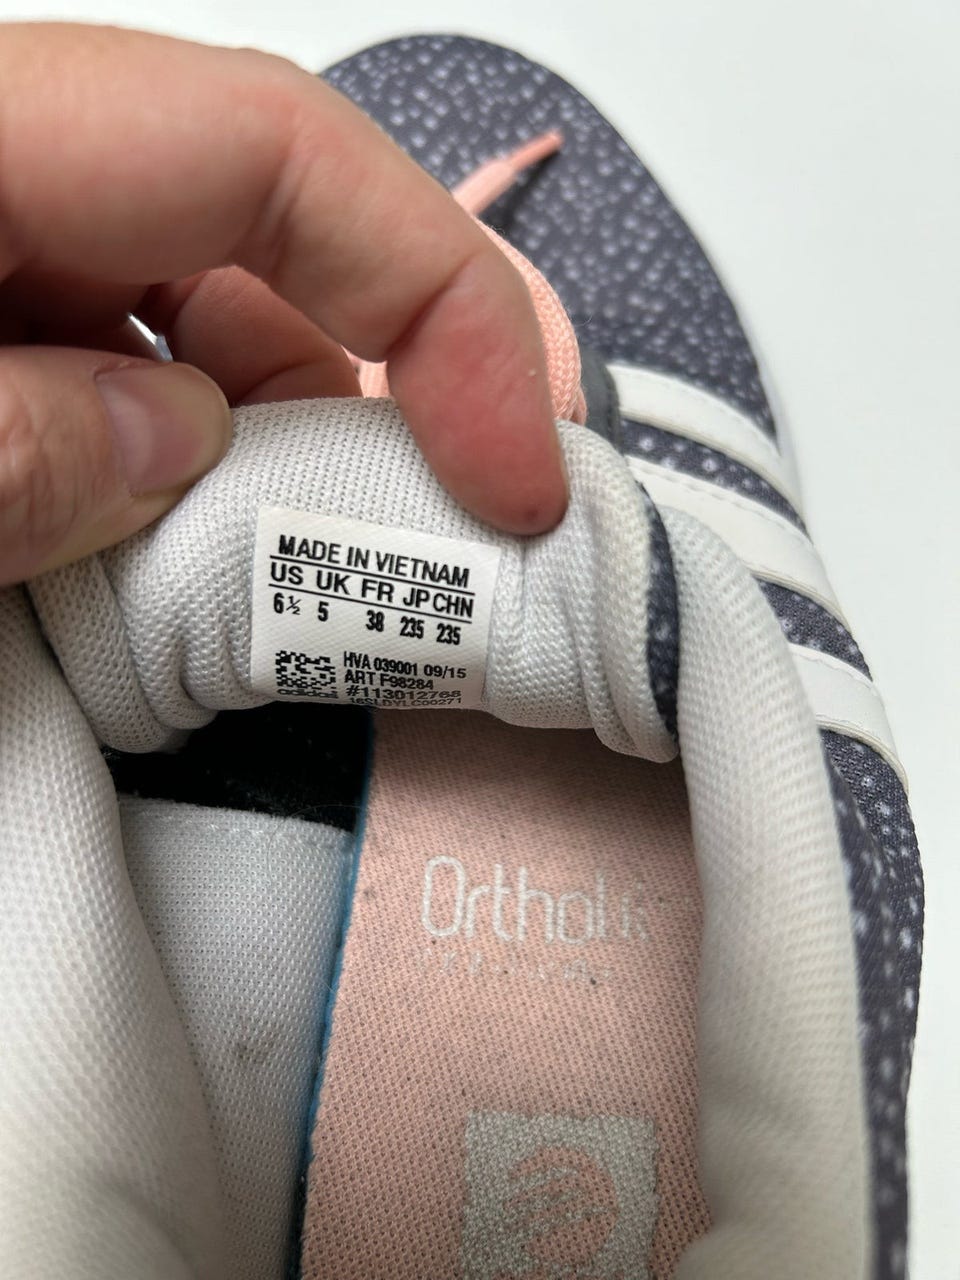 MADE IN VIETNAM
US UK FR JP CHN
6½ 5 38 235 235
HVA 039001 09/15
ART F98284
#113012768
16SLDYLC00271
adidas